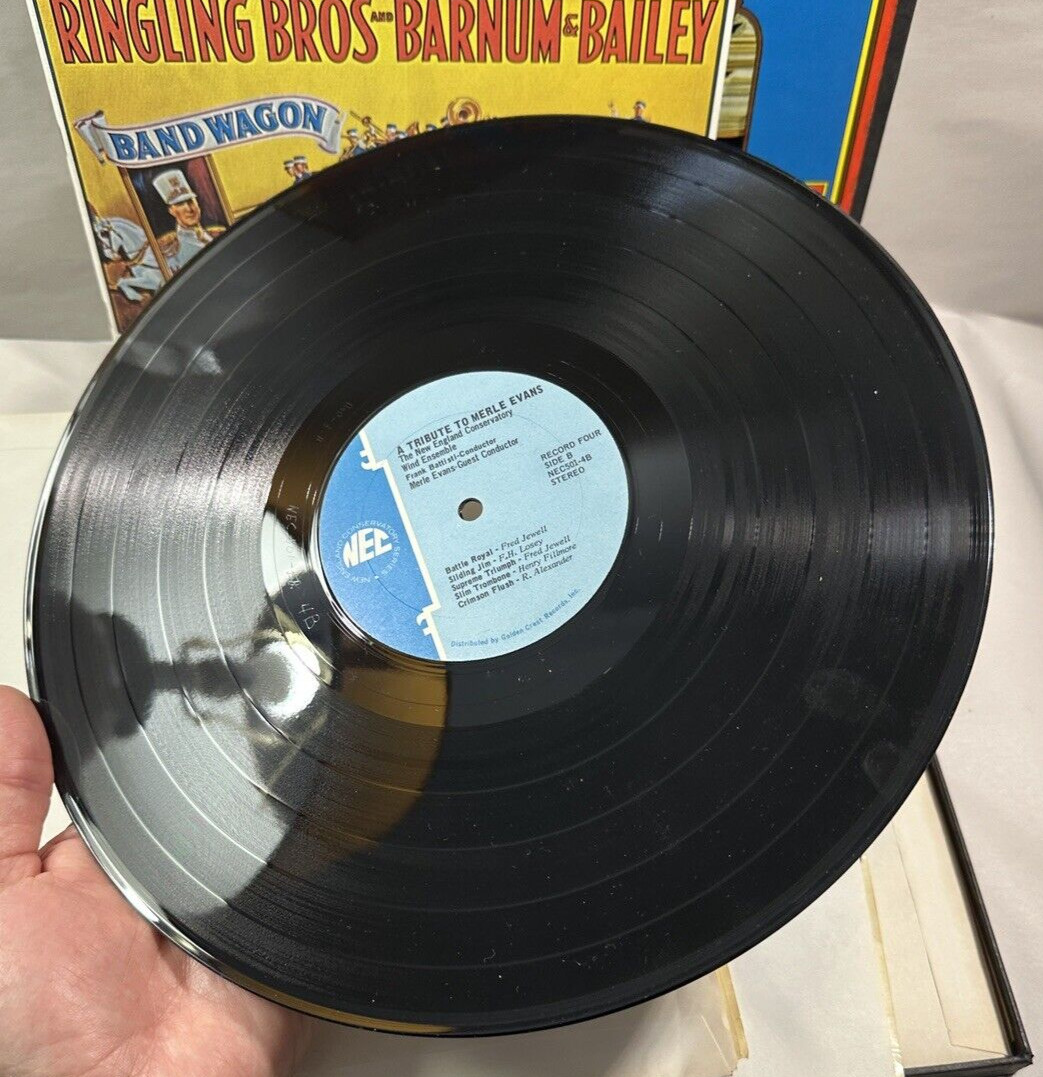 RINGLING BROS AND BARNUM & BAILEY
BAND WAGON
A TRIBUTE TO MERLE EVANS
The New England Conservatory
Wind Ensemble
Frank Battisti-Conductor
Merle Evans-Guest Conductor
RECORD FOUR
SIDE B
NEC501-4B
STEREO
NEC
NEW ENGLAND CONSERVATORY SERIES •
Battle Royal - Fred Jewell
Sliding Jim - F.H. Losey
Supreme Triumph - Fred Jewell
Slim Trombone - Henry Fillmore
Crimson Flush - R. Alexander
Distributed by Golden Crest Records, Inc.
4B